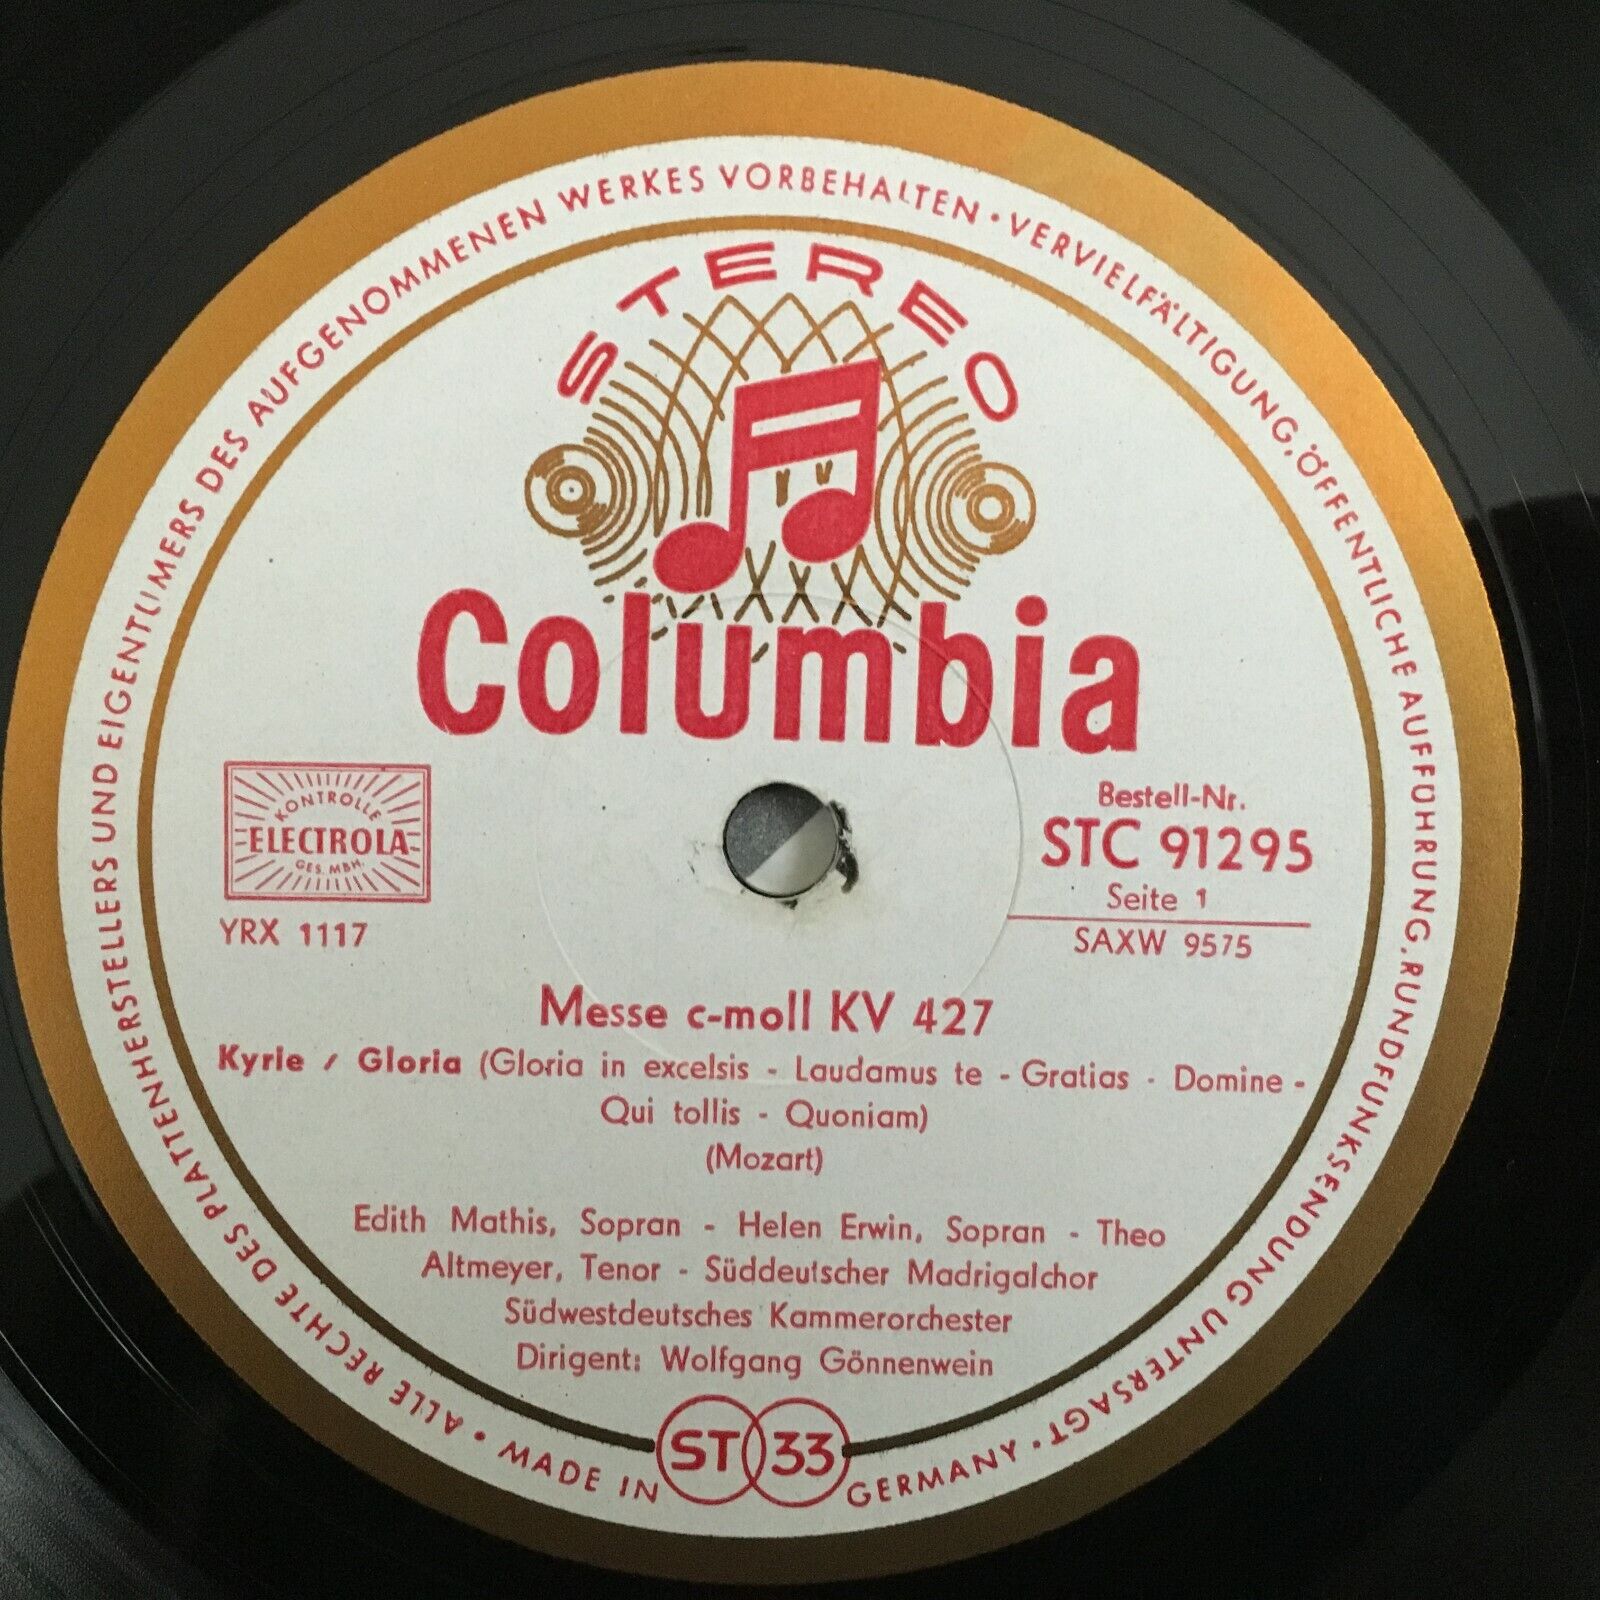 ALLE RECHTE DES PLATTENHERSTELLERS UND EIGENTÜMERS DES AUFGENOMMENEN WERKES VORBEHALTEN · VERVIELFÄLTIGUNG, ÖFFENTLICHE AUFFÜHRUNG, RUNDFUNKSENDUNG UNTERSAGT ·
STEREO
Columbia
KONTROLLE
ELECTROLA
GES. MBH.
YRX 1117
Bestell-Nr.
STC 91295
Seite 1
SAXW 9575
Messe c-moll KV 427
Kyrie / Gloria (Gloria in excelsis - Laudamus te - Gratias - Domine -
Qui tollis - Quoniam)
(Mozart)
Edith Mathis, Sopran - Helen Erwin, Sopran - Theo
Altmeyer, Tenor - Süddeutscher Madrigalchor
Südwestdeutsches Kammerorchester
Dirigent: Wolfgang Gönnenwein
· MADE IN GERMANY ·
ST 33